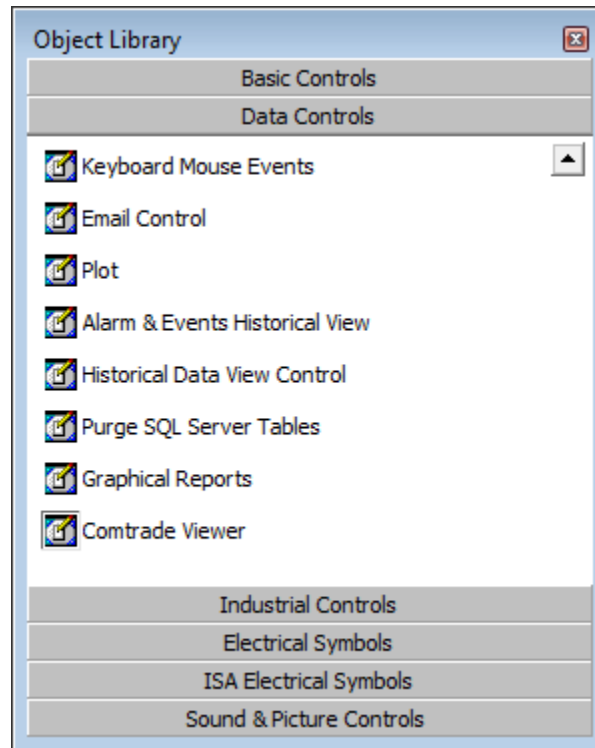 Object Library
Basic Controls
Data Controls
Keyboard Mouse Events
Email Control
Plot
Alarm & Events Historical View
Historical Data View Control
Purge SQL Server Tables
Graphical Reports
Comtrade Viewer
Industrial Controls
Electrical Symbols
ISA Electrical Symbols
Sound & Picture Controls